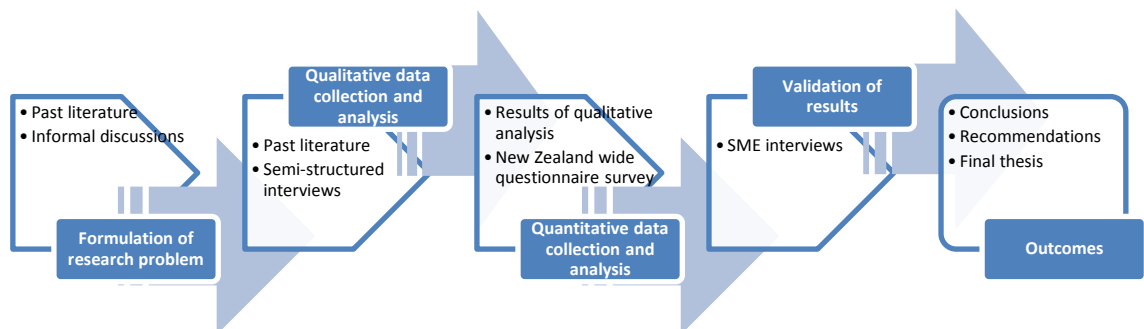 • Past literature
• Informal discussions
Formulation of
research problem
Qualitative data
collection and
analysis
• Past literature
• Semi-structured
interviews
• Results of qualitative
analysis
• New Zealand wide
questionnaire survey
Quantitative data
collection and
analysis
Validation of
results
• SME interviews
• Conclusions
• Recommendations
• Final thesis
Outcomes